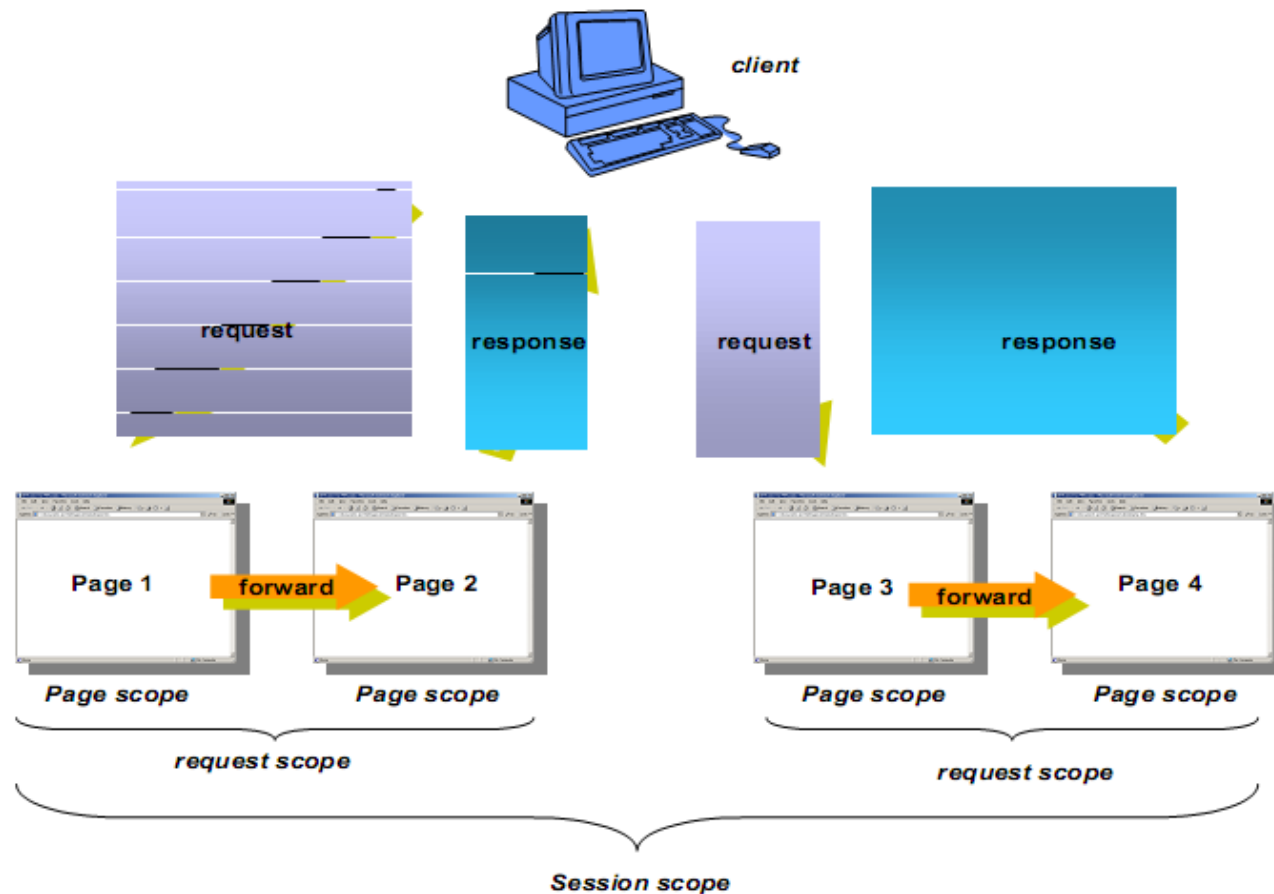 client
request
response
request
response
Page 1
forward
Page 2
Page 3
forward
Page 4
Page scope
Page scope
Page scope
Page scope
request scope
request scope
Session scope